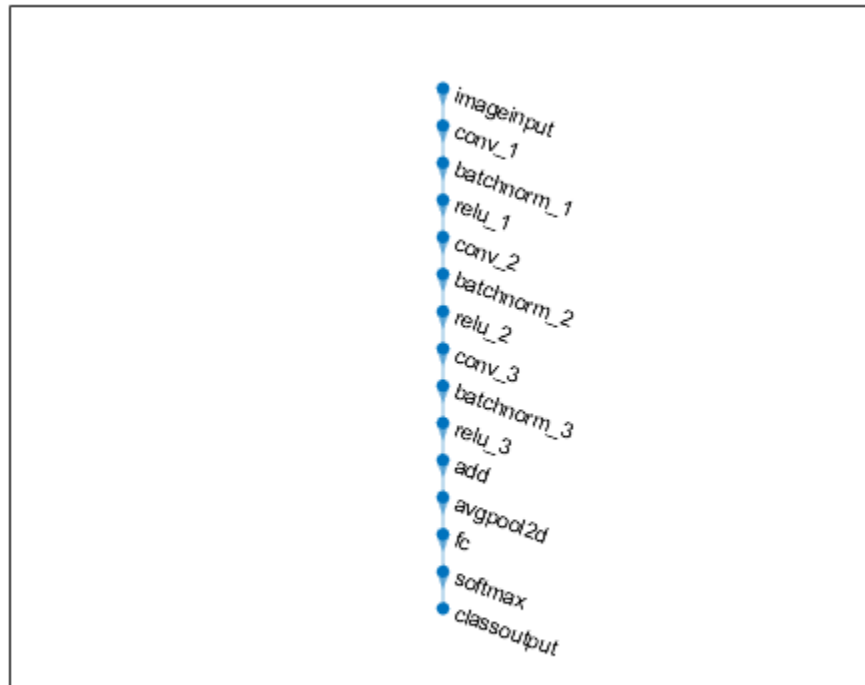 imageinput
conv_1
batchnorm_1
relu_1
conv_2
batchnorm_2
relu_2
conv_3
batchnorm_3
relu_3
add
avgpool2d
fc
softmax
classoutput